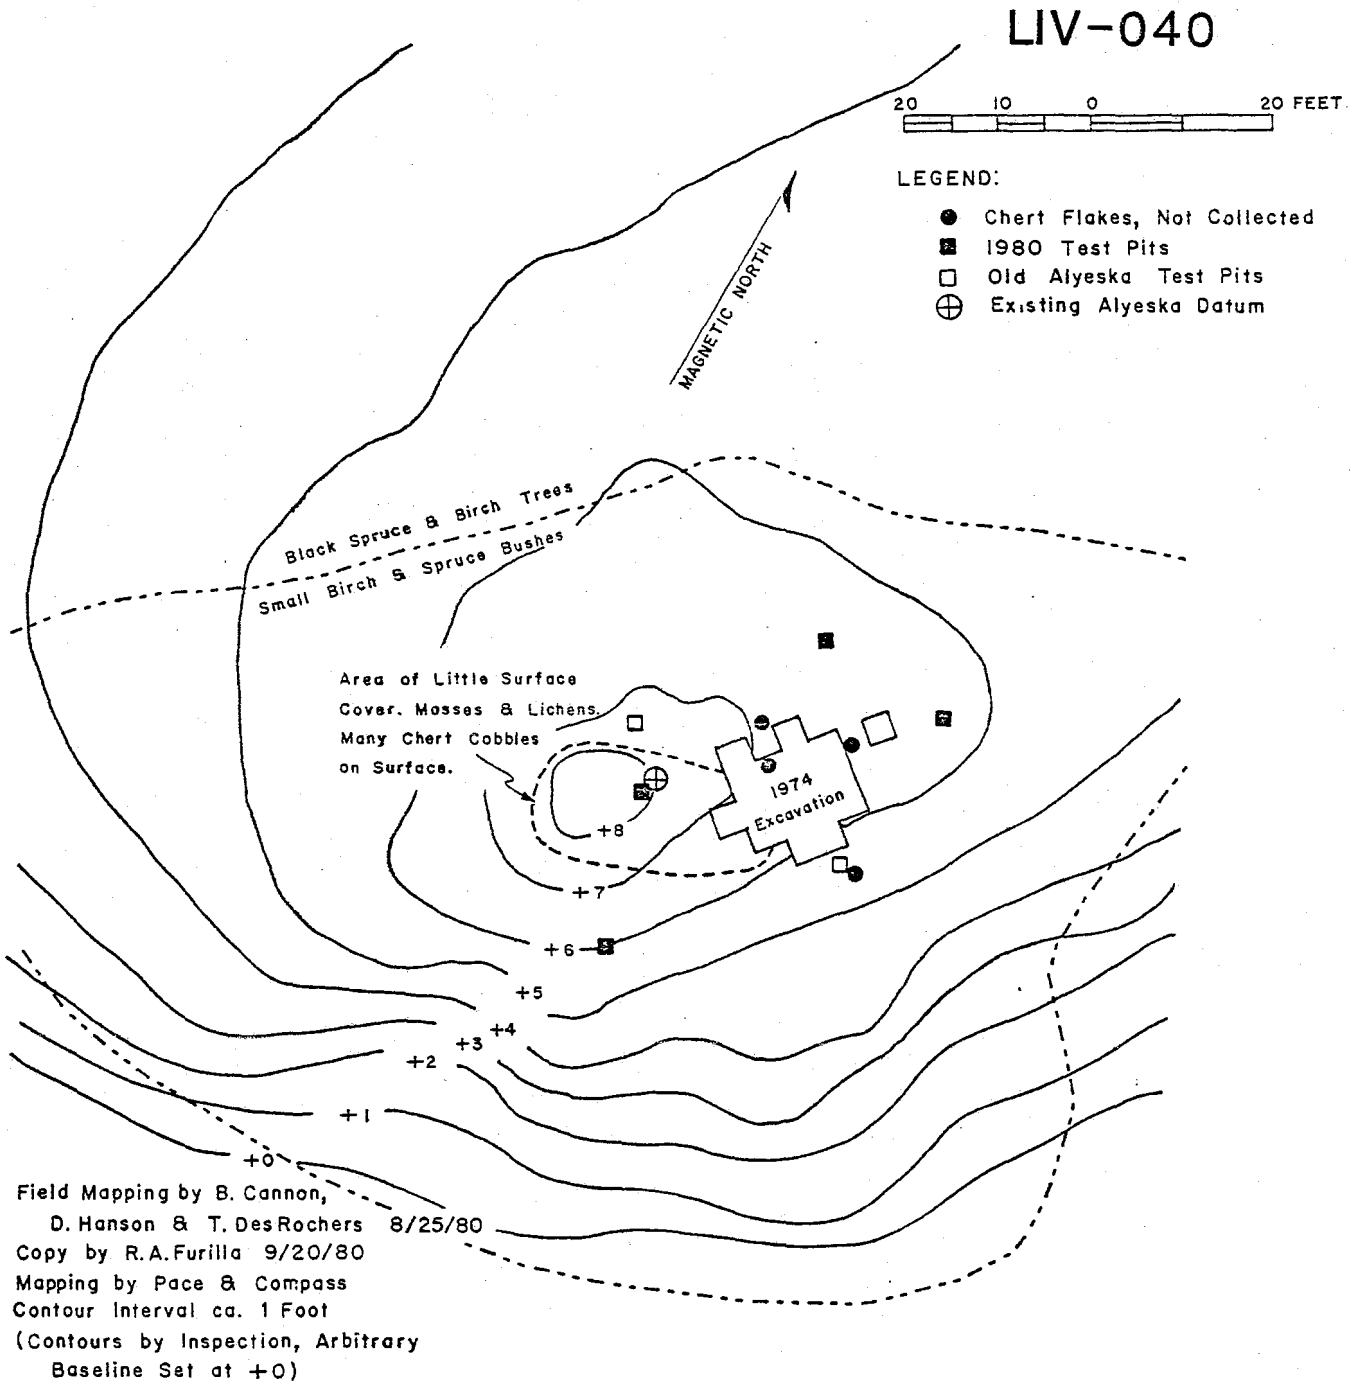 LIV-040
20 10 0 20 FEET
LEGEND:
Chert Flakes, Not Collected
1980 Test Pits
Old Alyeska Test Pits
Existing Alyeska Datum
MAGNETIC NORTH
Black Spruce & Birch Trees
Small Birch & Spruce Bushes
Area of Little Surface
Cover. Mosses & Lichens.
Many Chert Cobbles
on Surface.
1974
Excavation
+8
+7
+6
+5
+4
+3
+2
+1
+0
Field Mapping by B. Cannon,
D. Hanson & T. DesRochers 8/25/80
Copy by R.A. Furilla 9/20/80
Mapping by Pace & Compass
Contour Interval ca. 1 Foot
(Contours by Inspection, Arbitrary
Baseline Set at +0)